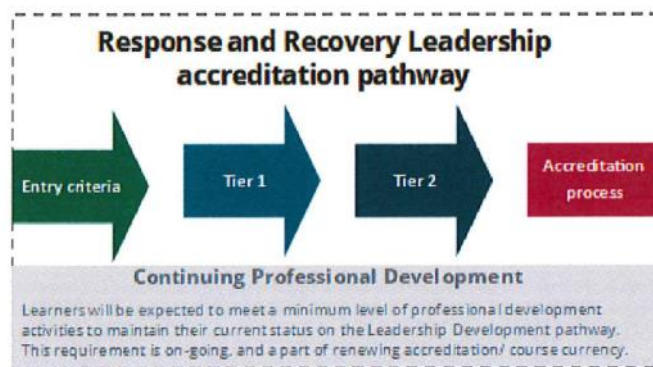 Response and Recovery Leadership
accreditation pathway
Entry criteria
Tier 1
Tier 2
Accreditation
process
Continuing Professional Development
Learners will be expected to meet a minimum level of professional development
activities to maintain their current status on the Leadership Development pathway.
This requirement is on-going, and a part of renewing accreditation/ course currency.